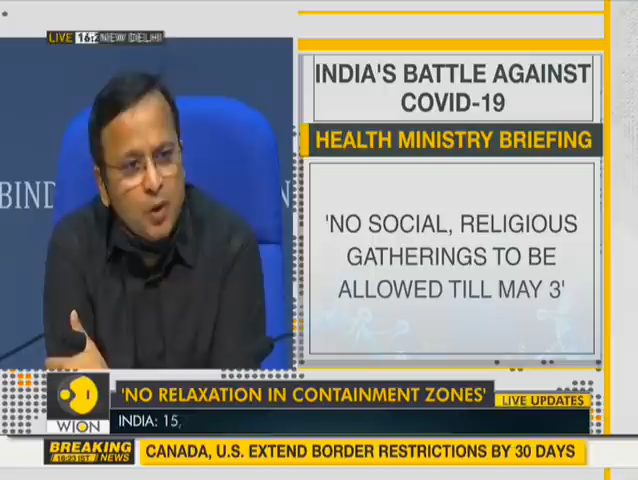 LIVE 16:2 NEW DELHI
INDIA'S BATTLE AGAINST
COVID-19
HEALTH MINISTRY BRIEFING
BIND
N
'NO SOCIAL, RELIGIOUS
GATHERINGS TO BE
ALLOWED TILL MAY 3'
'NO RELAXATION IN CONTAINMENT ZONES'
LIVE UPDATES
WION
INDIA: 15,
BREAKING
NEWS
CANADA, U.S. EXTEND BORDER RESTRICTIONS BY 30 DAYS